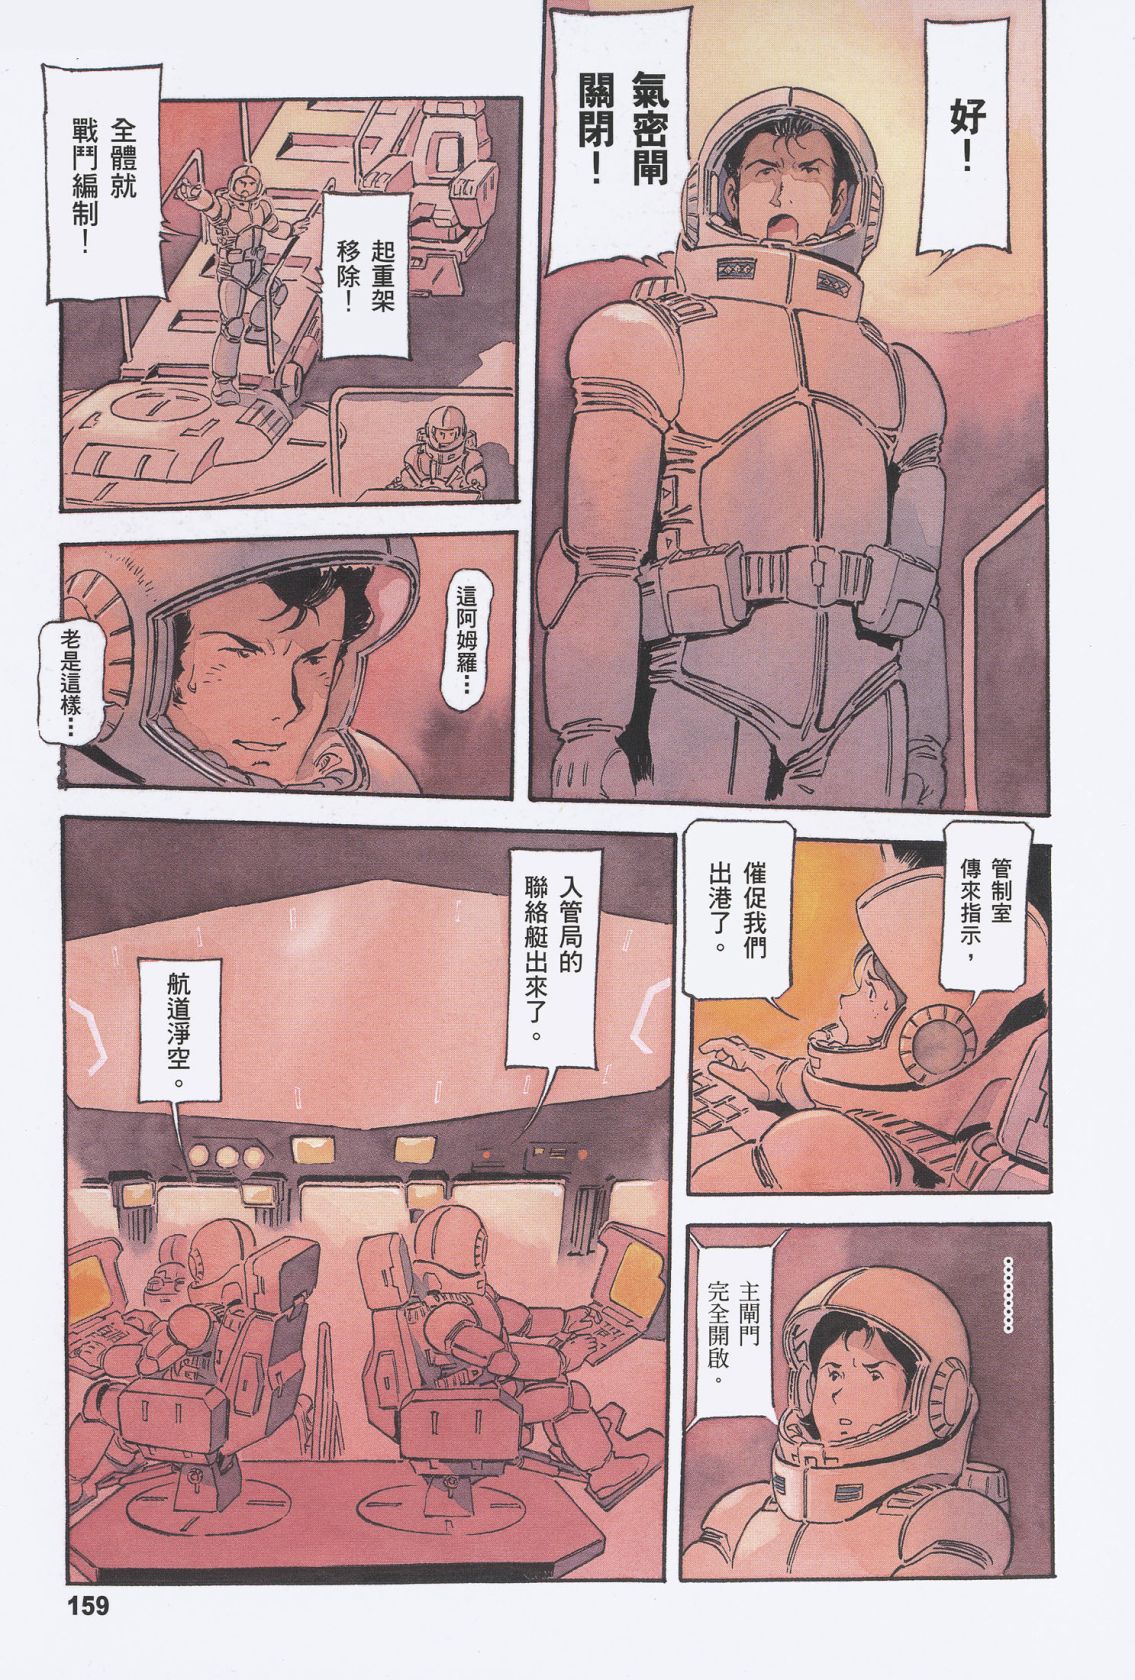 好！
氣密閘
關閉！
起重架
移除！
全體就
戰鬥編制！
這阿姆羅…
老是這樣…
管制室
傳來指示，
催促我們
出港了。
入管局的
聯絡艇出來了。
航道淨空。
………
主閘門
完全開啟。
159